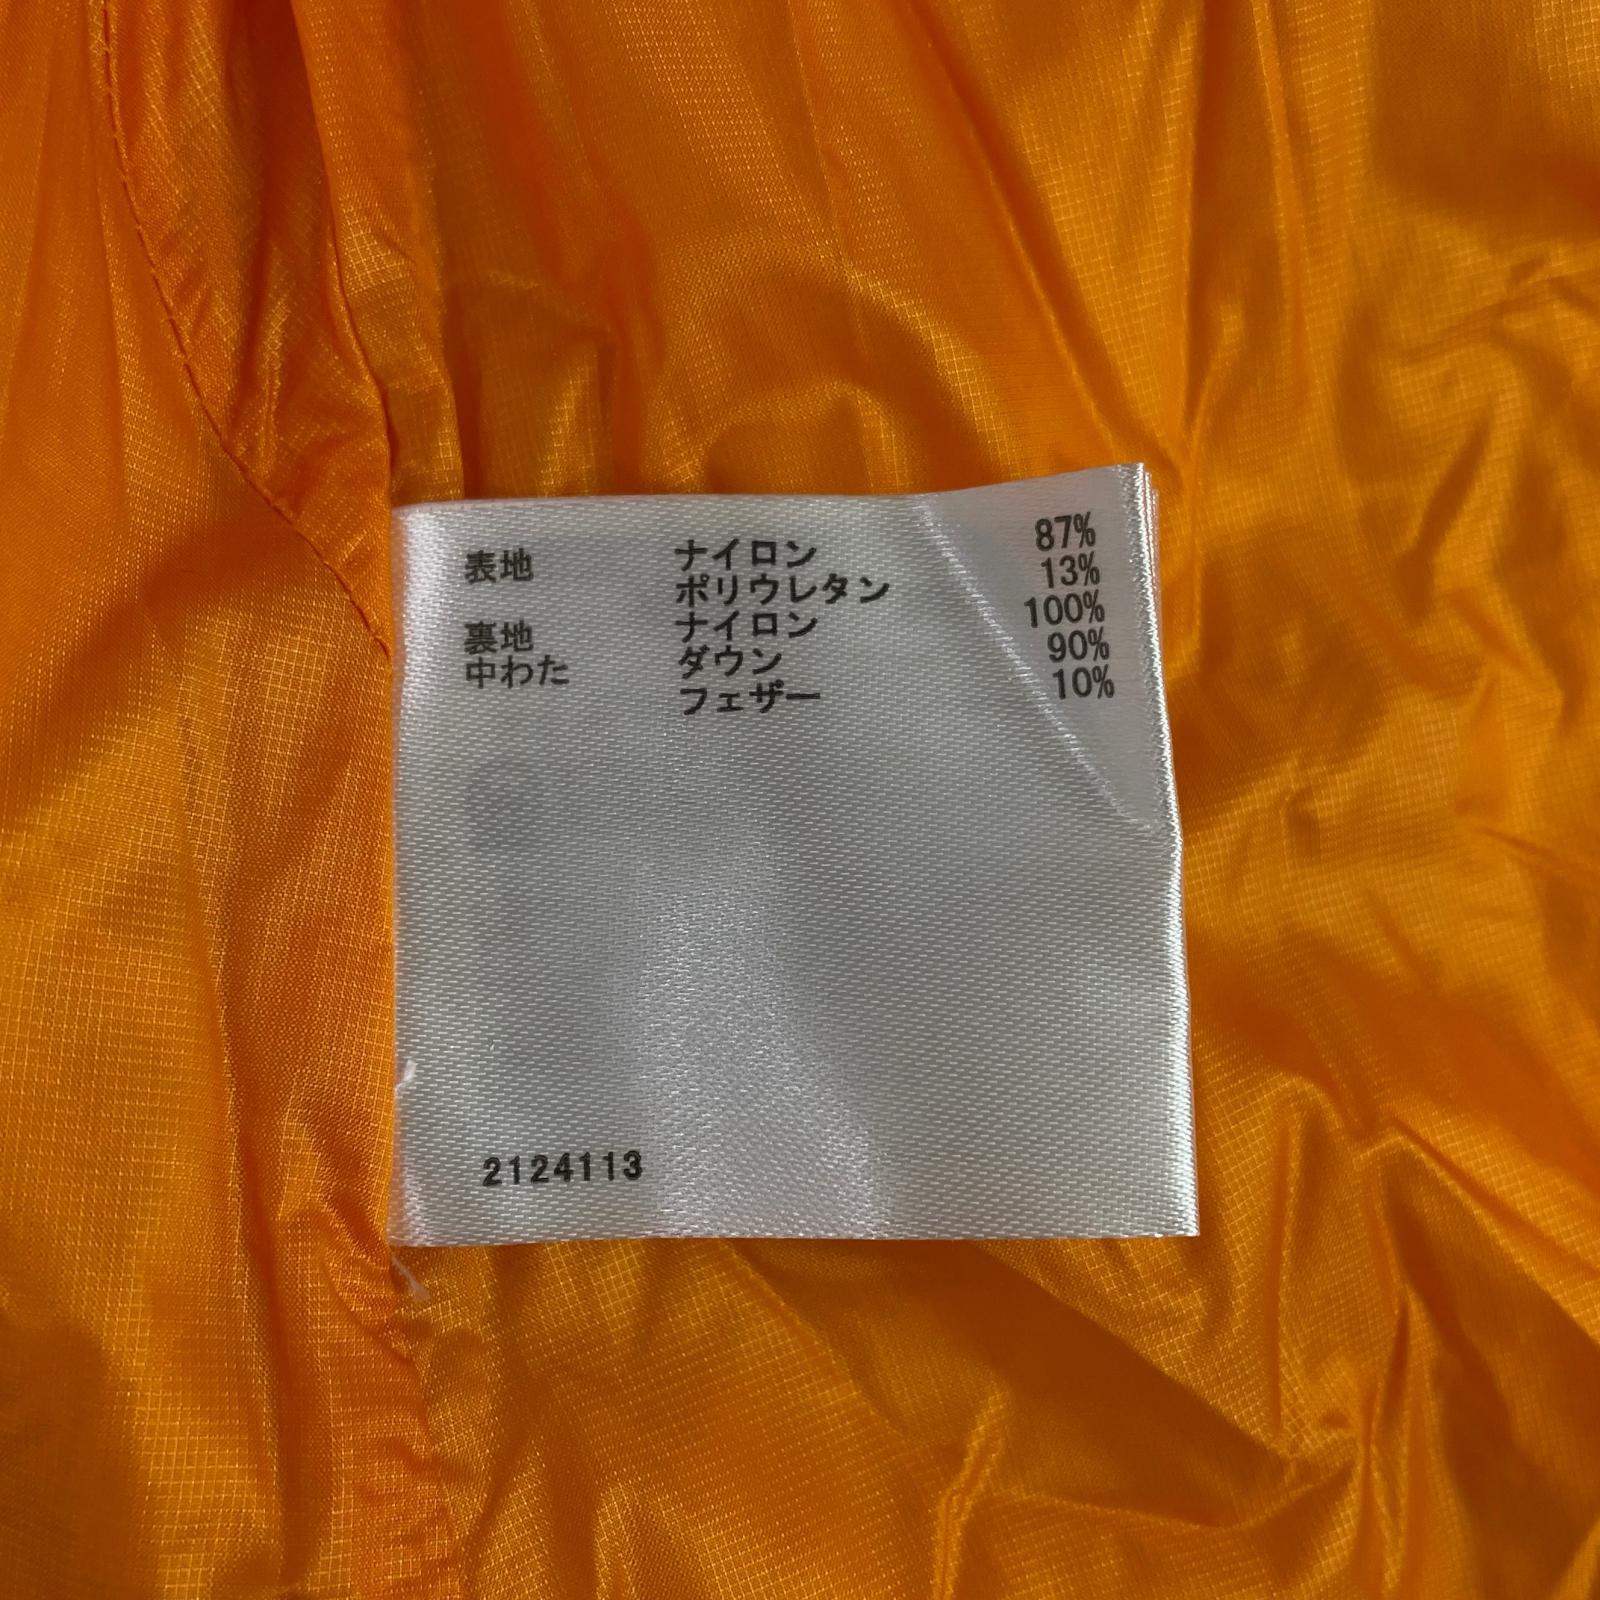 表地 ナイロン 87%
ポリウレタン 13%
裏地 ナイロン 100%
中わた ダウン 90%
フェザー 10%
2124113